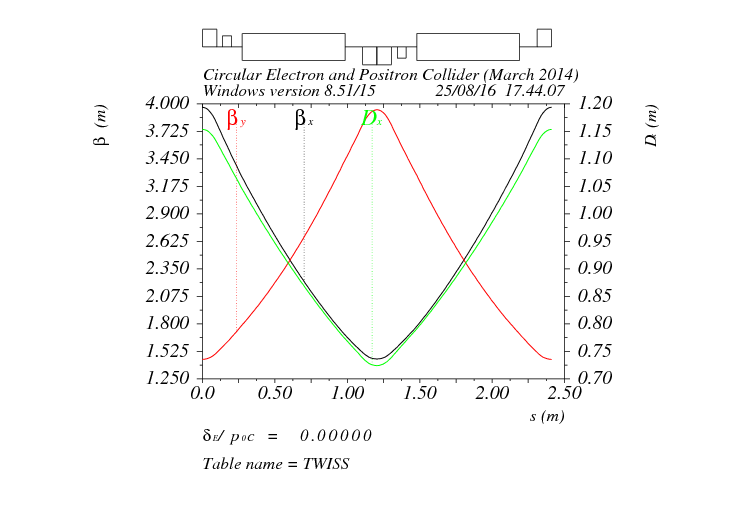 Circular Electron and Positron Collider (March 2014)
Windows version 8.51/15 25/08/16 17.44.07
β (m)
4.000
3.725
3.450
3.175
2.900
2.625
2.350
2.075
1.800
1.525
1.250
βy βx Dx
1.20
1.15
1.10
1.05
1.00
0.95
0.90
0.85
0.80
0.75
0.70
D (m)
0.0 0.50 1.00 1.50 2.00 2.50
s (m)
δE/ p0c = 0.00000
Table name = TWISS